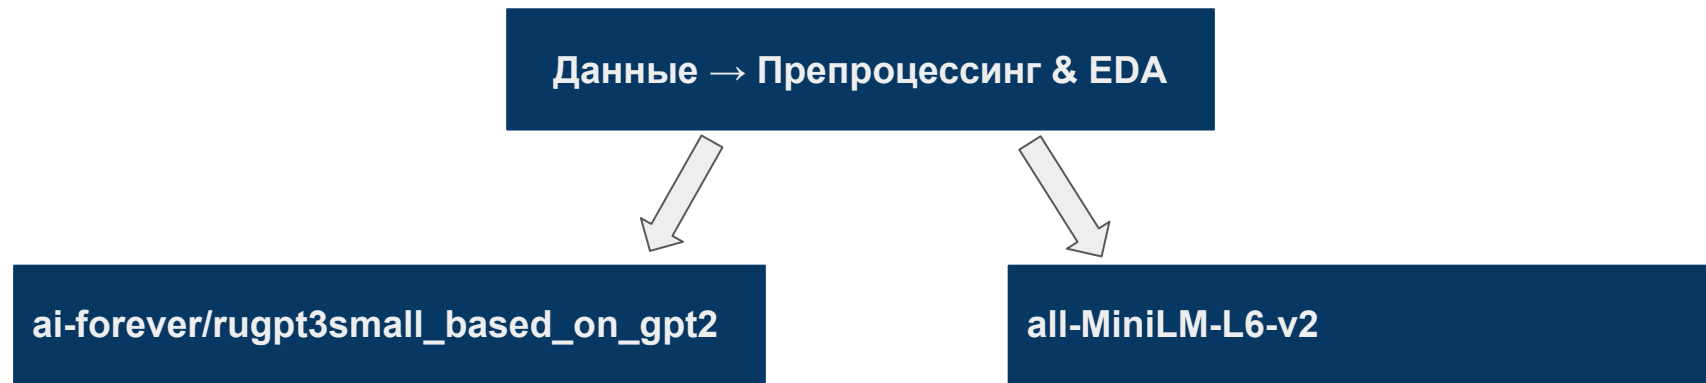 Данные → Препроцессинг & EDA
ai-forever/rugpt3small_based_on_gpt2
all-MiniLM-L6-v2